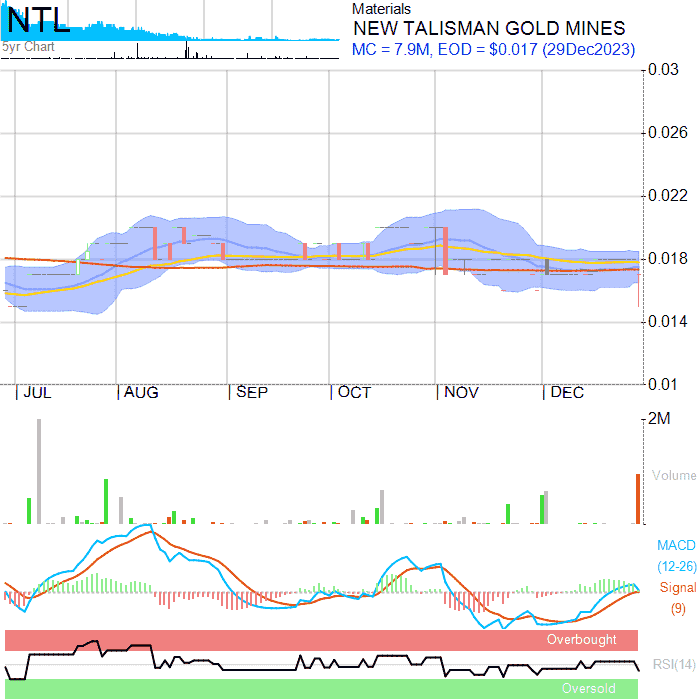 NTL
5yr Chart
Materials
NEW TALISMAN GOLD MINES
MC = 7.9M, EOD = $0.017 (29Dec2023)
0.03
0.026
0.022
0.018
0.014
0.01
JUL AUG SEP OCT NOV DEC
2M
Volume
MACD
(12-26)
Signal
(9)
Overbought
RSI(14)
Oversold